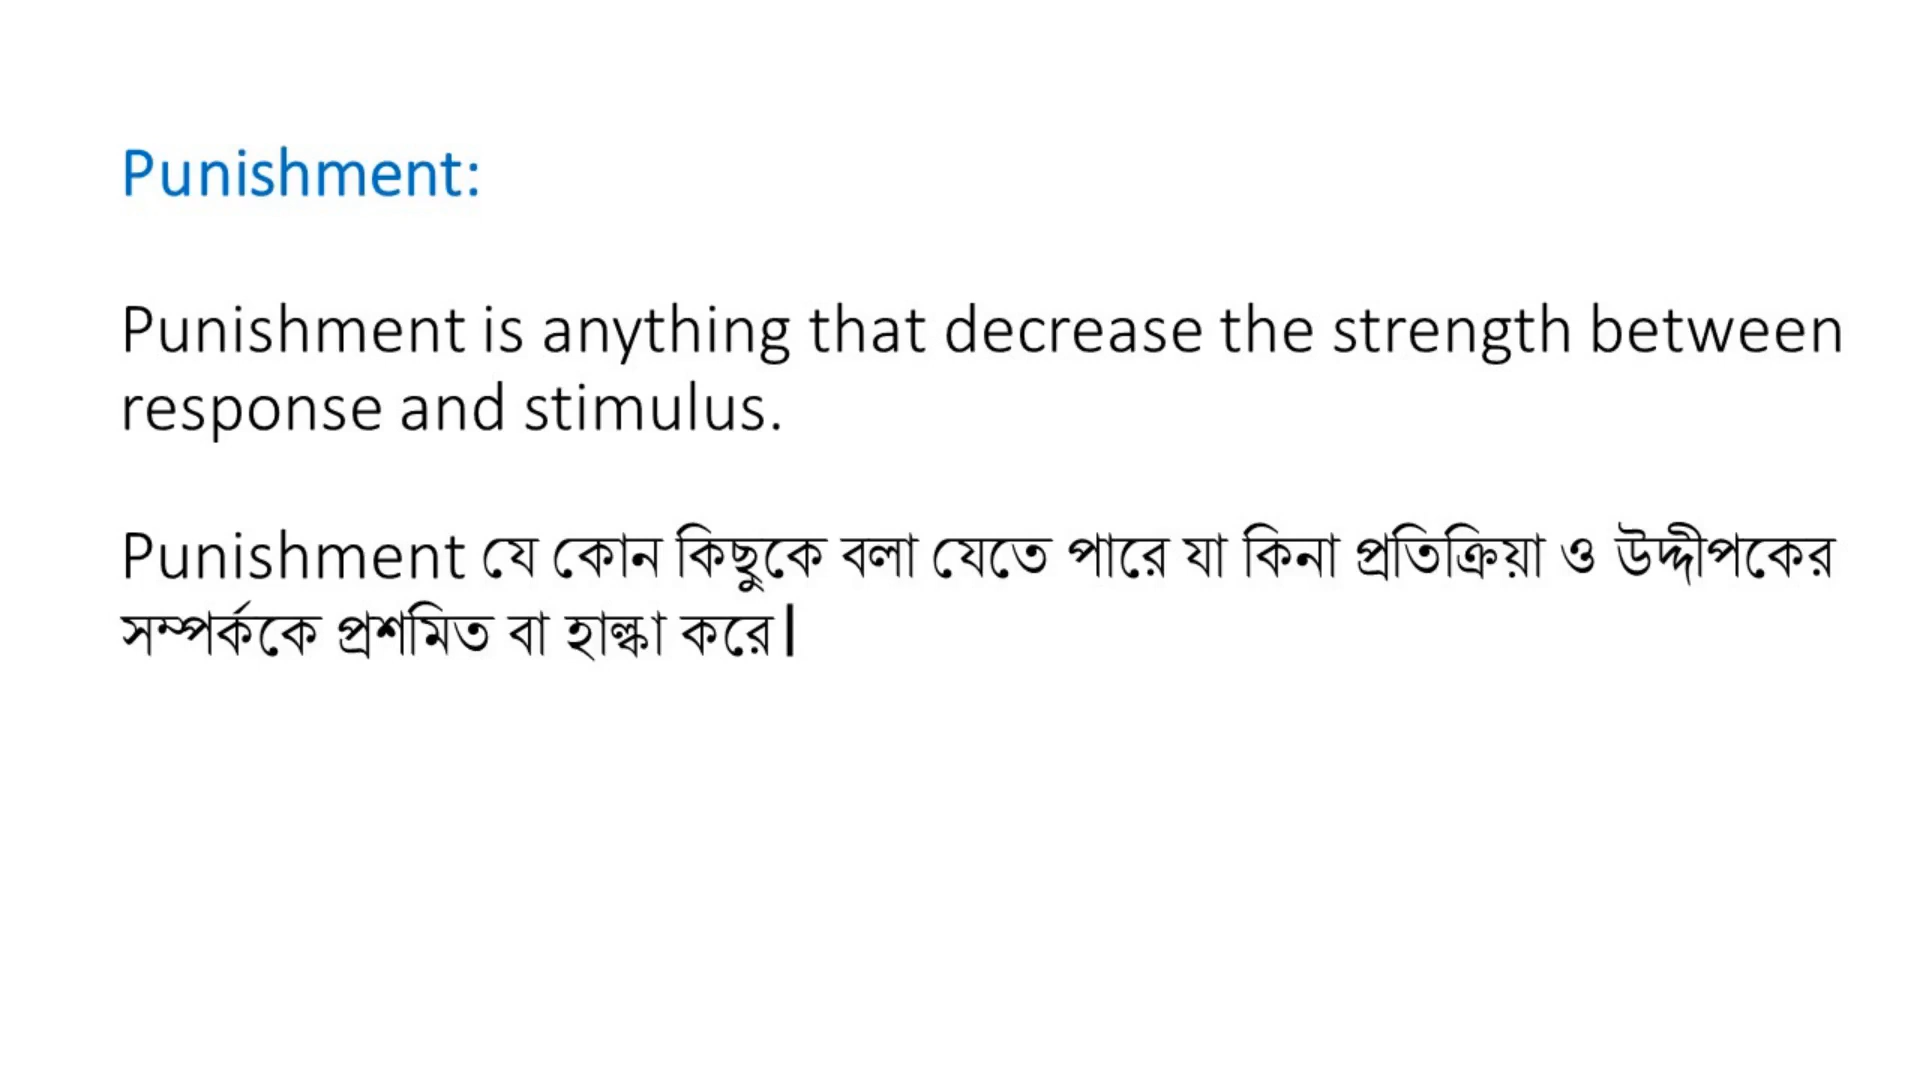 Punishment:
Punishment is anything that decrease the strength between
response and stimulus.
Punishment যে কোন কিছুকে বলা যেতে পারে যা কিনা প্রতিক্রিয়া ও উদ্দীপকের
সম্পর্ককে প্রশমিত বা হাল্কা করে।